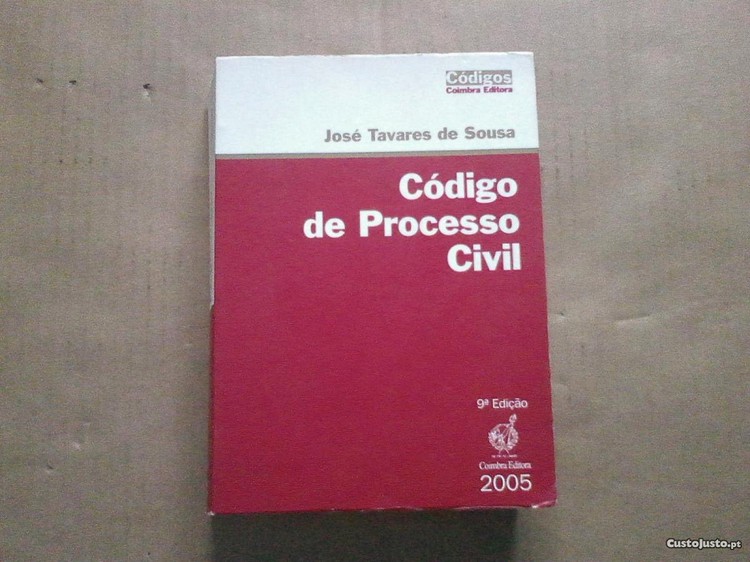 Códigos
Coimbra Editora
José Tavares de Sousa
Código
de Processo
Civil
9ª Edição
Coimbra Editora
2005
CustoJusto.pt